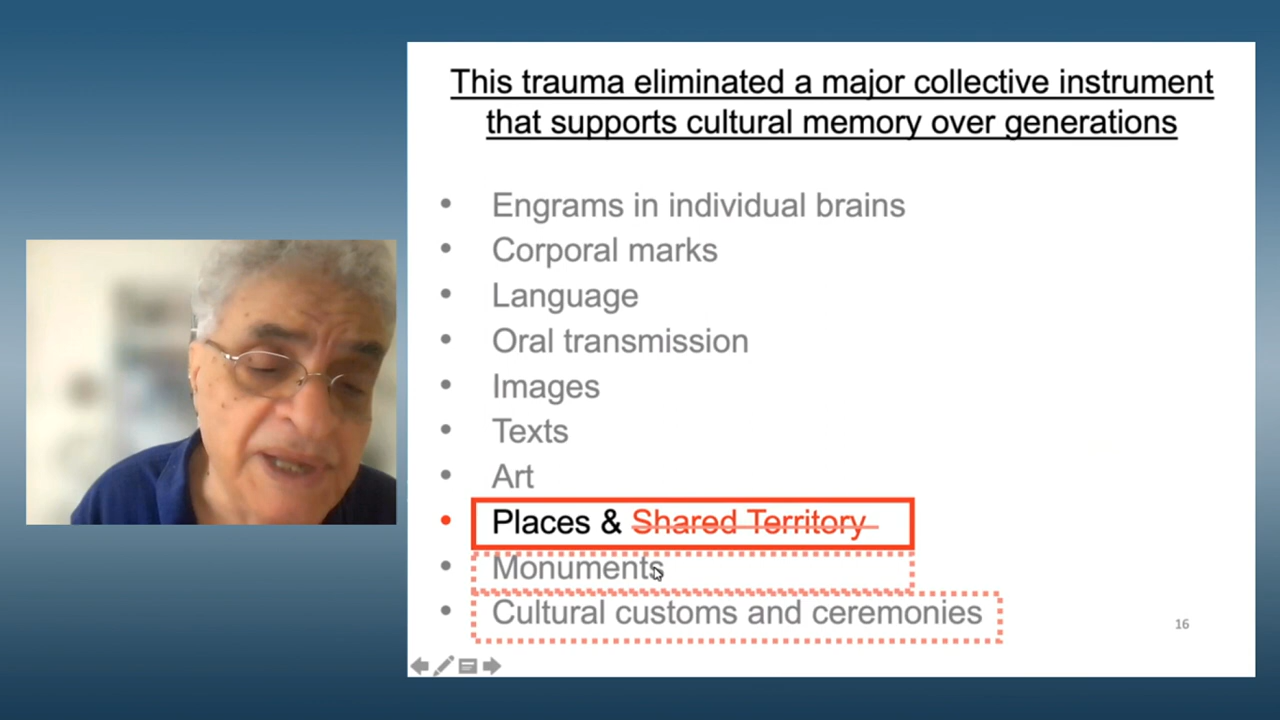 This trauma eliminated a major collective instrument
that supports cultural memory over generations
• Engrams in individual brains
• Corporal marks
• Language
• Oral transmission
• Images
• Texts
• Art
• Places & Shared Territory
• Monuments
• Cultural customs and ceremonies
16